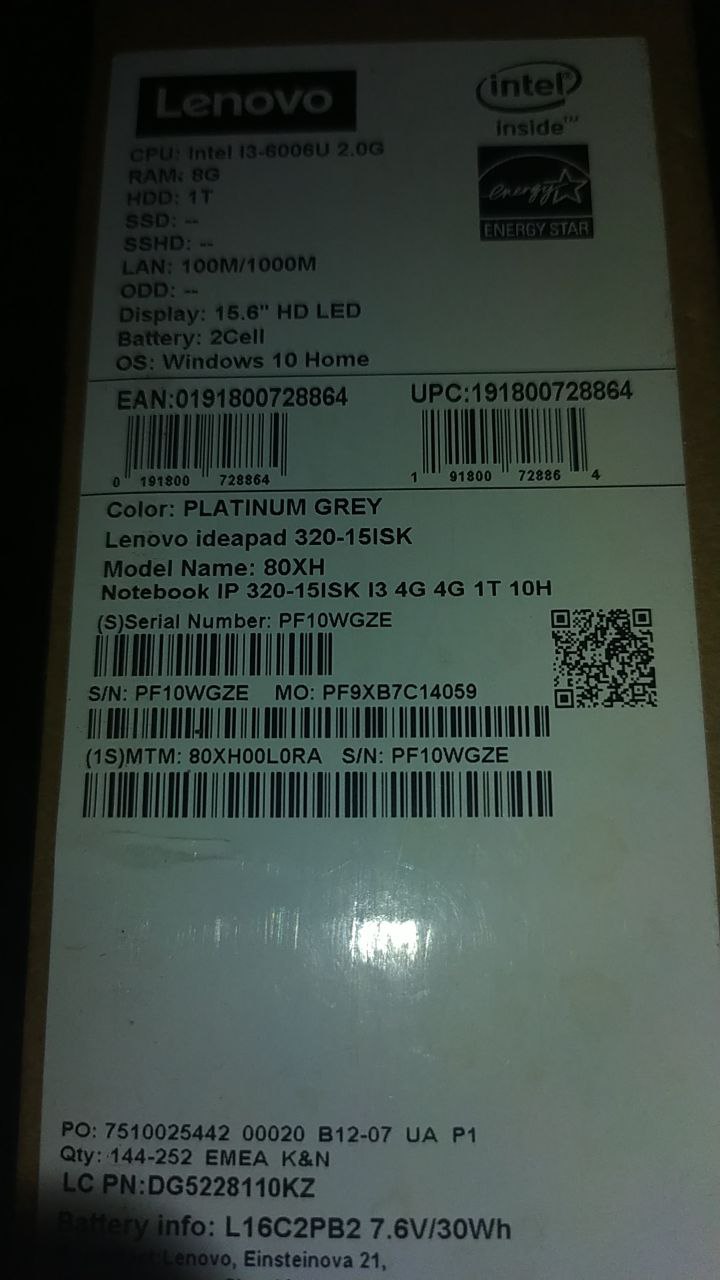 Lenovo
intel®
inside™
CPU: Intel I3-6006U 2.0G
RAM: 8G
HDD: 1T
SSD: --
SSHD: --
LAN: 100M/1000M
ODD: --
Display: 15.6" HD LED
Battery: 2Cell
OS: Windows 10 Home
energy
ENERGY STAR
EAN:0191800728864
0 191800 728864
UPC:191800728864
1 91800 72886 4
Color: PLATINUM GREY
Lenovo ideapad 320-15ISK
Model Name: 80XH
Notebook IP 320-15ISK I3 4G 4G 1T 10H
(S)Serial Number: PF10WGZE
S/N: PF10WGZE MO: PF9XB7C14059
(1S)MTM: 80XH00L0RA S/N: PF10WGZE
PO: 7510025442 00020 B12-07 UA P1
Qty: 144-252 EMEA K&N
LC PN:DG5228110KZ
Battery info: L16C2PB2 7.6V/30Wh
Lenovo, Einsteinova 21,